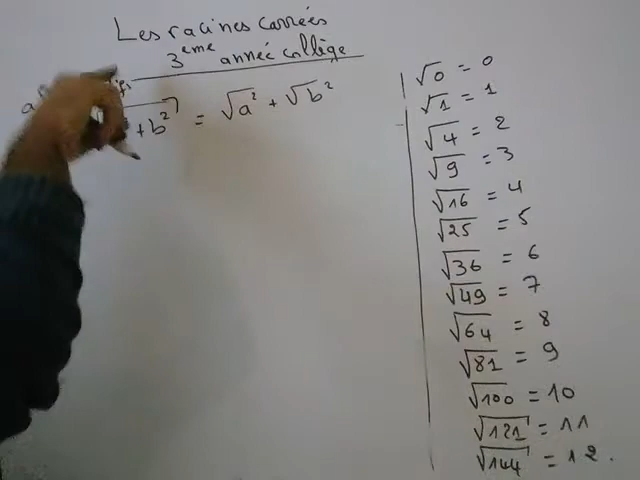 Les racines carrées
3ème année collège
+ b² = √a² + √b²
√0 = 0
√1 = 1
√4 = 2
√9 = 3
√16 = 4
√25 = 5
√36 = 6
√49 = 7
√64 = 8
√81 = 9
√100 = 10
√121 = 11
√144 = 12.